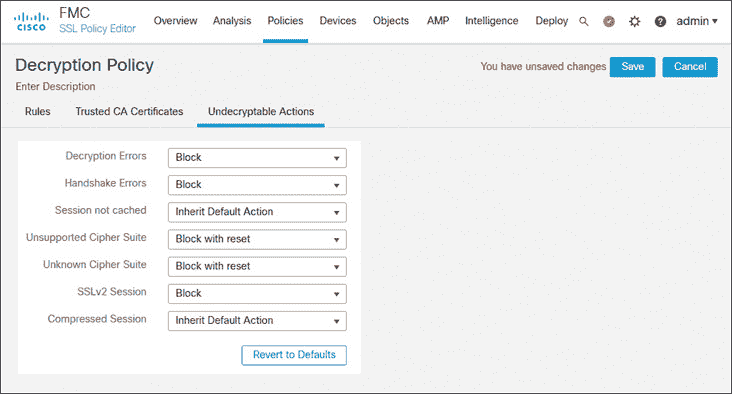 CISCO
FMC
SSL Policy Editor
Overview Analysis Policies Devices Objects AMP Intelligence Deploy admin
Decryption Policy
Enter Description
You have unsaved changes Save Cancel
Rules Trusted CA Certificates Undecryptable Actions
Decryption Errors Block
Handshake Errors Block
Session not cached Inherit Default Action
Unsupported Cipher Suite Block with reset
Unknown Cipher Suite Block with reset
SSLv2 Session Block
Compressed Session Inherit Default Action
Revert to Defaults